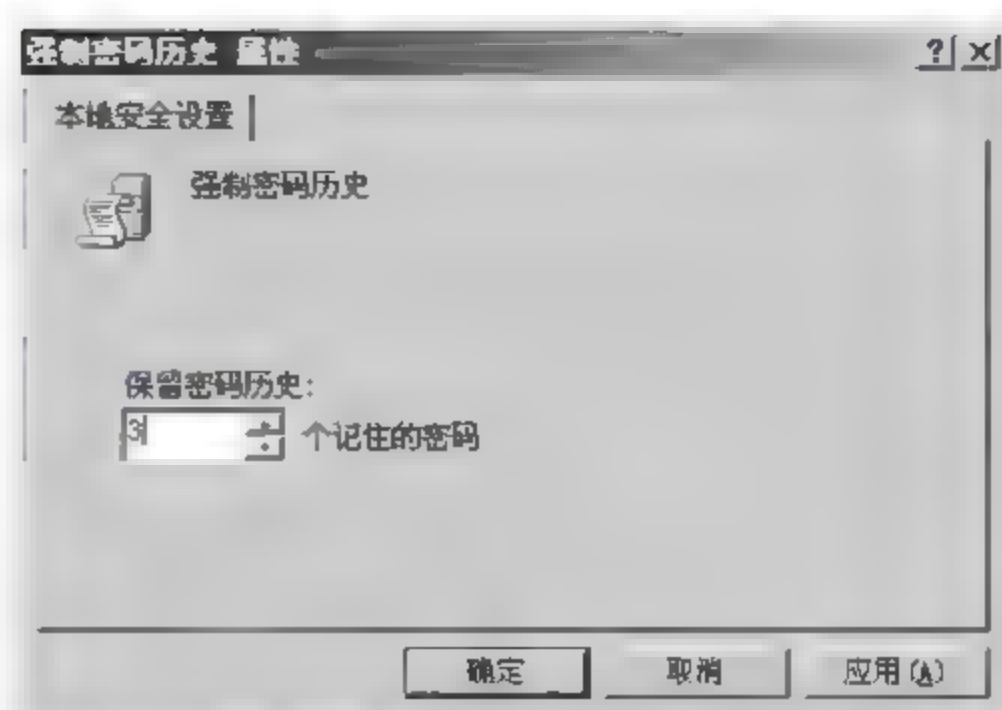 强制密码历史 属性
本地安全设置
强制密码历史
保留密码历史:
3 个记住的密码
确定 取消 应用(A)